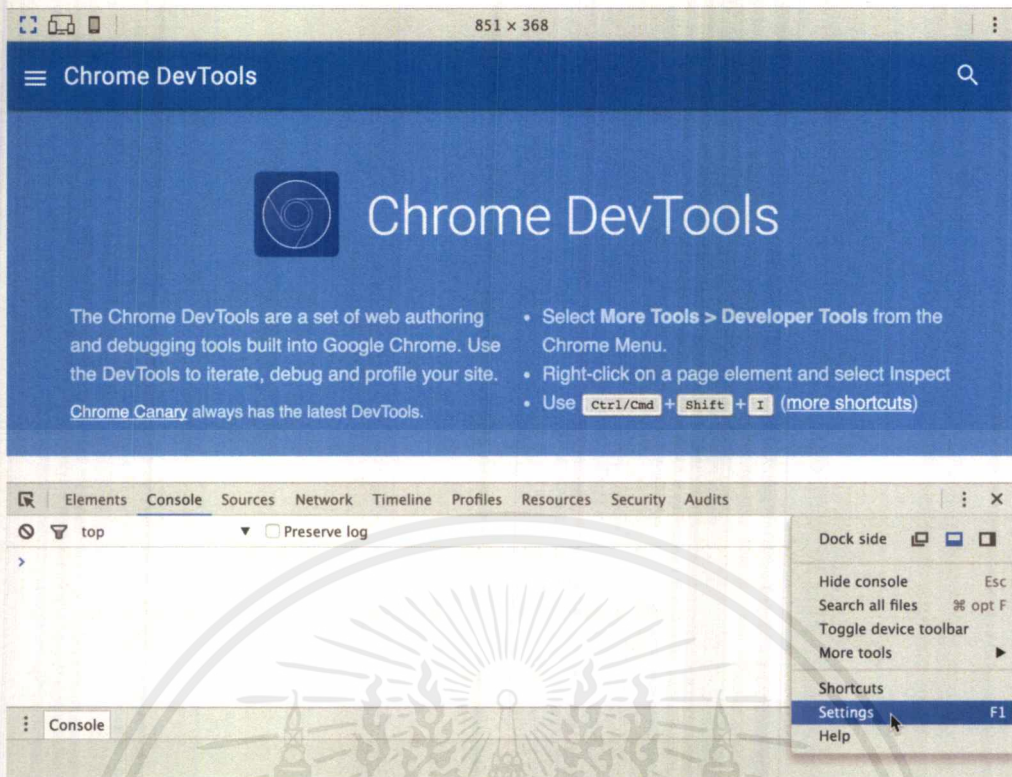 851 × 368
Chrome DevTools
Chrome DevTools
The Chrome DevTools are a set of web authoring
and debugging tools built into Google Chrome. Use
the DevTools to iterate, debug and profile your site.
Chrome Canary always has the latest DevTools.
• Select More Tools > Developer Tools from the
Chrome Menu.
• Right-click on a page element and select Inspect
• Use Ctrl/Cmd + Shift + I (more shortcuts)
Elements Console Sources Network Timeline Profiles Resources Security Audits
top ▼ Preserve log
>
Dock side
Hide console Esc
Search all files ⌘ opt F
Toggle device toolbar
More tools ▶
Shortcuts
Settings F1
Help
Console